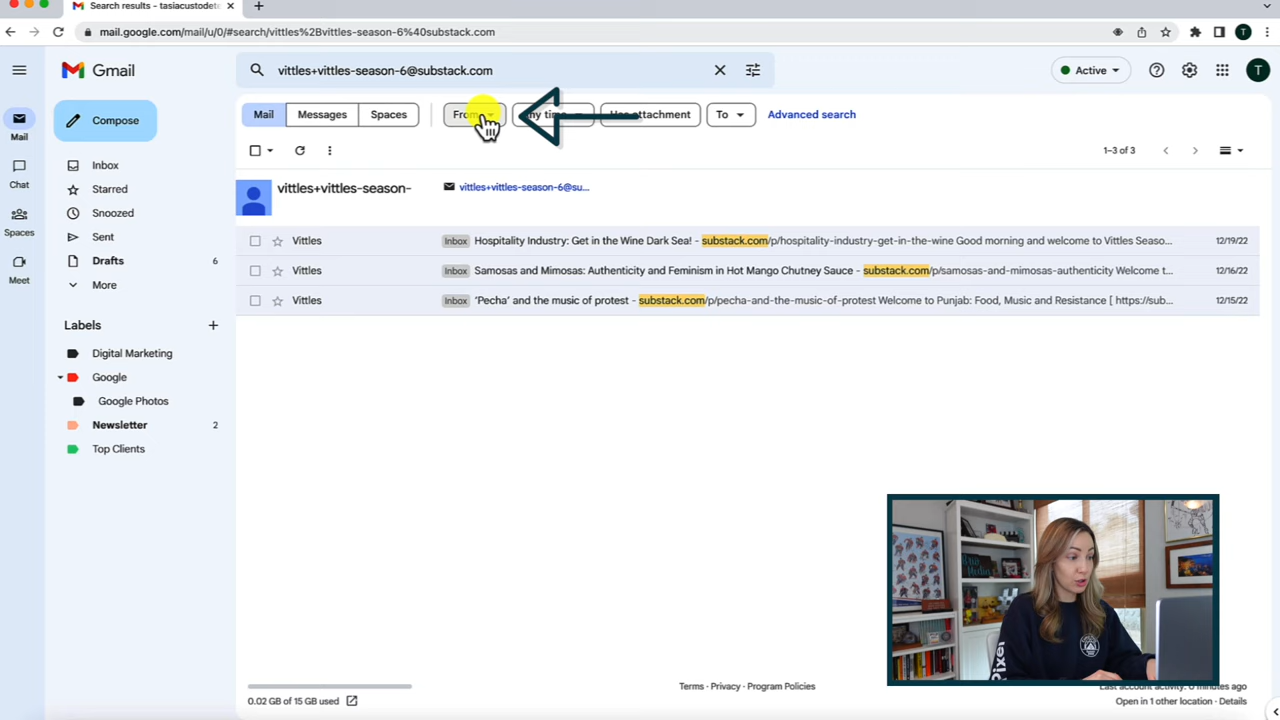 Search results - tasiacustodete
mail.google.com/mail/u/0/#search/vittles%2Bvittles-season-6%40substack.com
T
Gmail
vittles+vittles-season-6@substack.com
Active
T
Mail
Chat
Spaces
Meet
Compose
Inbox
Starred
Snoozed
Sent
Drafts 6
More
Labels
Digital Marketing
Google
Google Photos
Newsletter 2
Top Clients
Mail Messages Spaces From Any time Has attachment To Advanced search
1–3 of 3
vittles+vittles-season- vittles+vittles-season-6@su...
Vittles Inbox Hospitality Industry: Get in the Wine Dark Sea! - substack.com/p/hospitality-industry-get-in-the-wine Good morning and welcome to Vittles Seaso... 12/19/22
Vittles Inbox Samosas and Mimosas: Authenticity and Feminism in Hot Mango Chutney Sauce - substack.com/p/samosas-and-mimosas-authenticity Welcome t... 12/16/22
Vittles Inbox ‘Pecha’ and the music of protest - substack.com/p/pecha-and-the-music-of-protest Welcome to Punjab: Food, Music and Resistance [ https://sub... 12/15/22
Media
Pixel
0.02 GB of 15 GB used
Terms · Privacy · Program Policies
Last account activity: 0 minutes ago
Open in 1 other location · Details